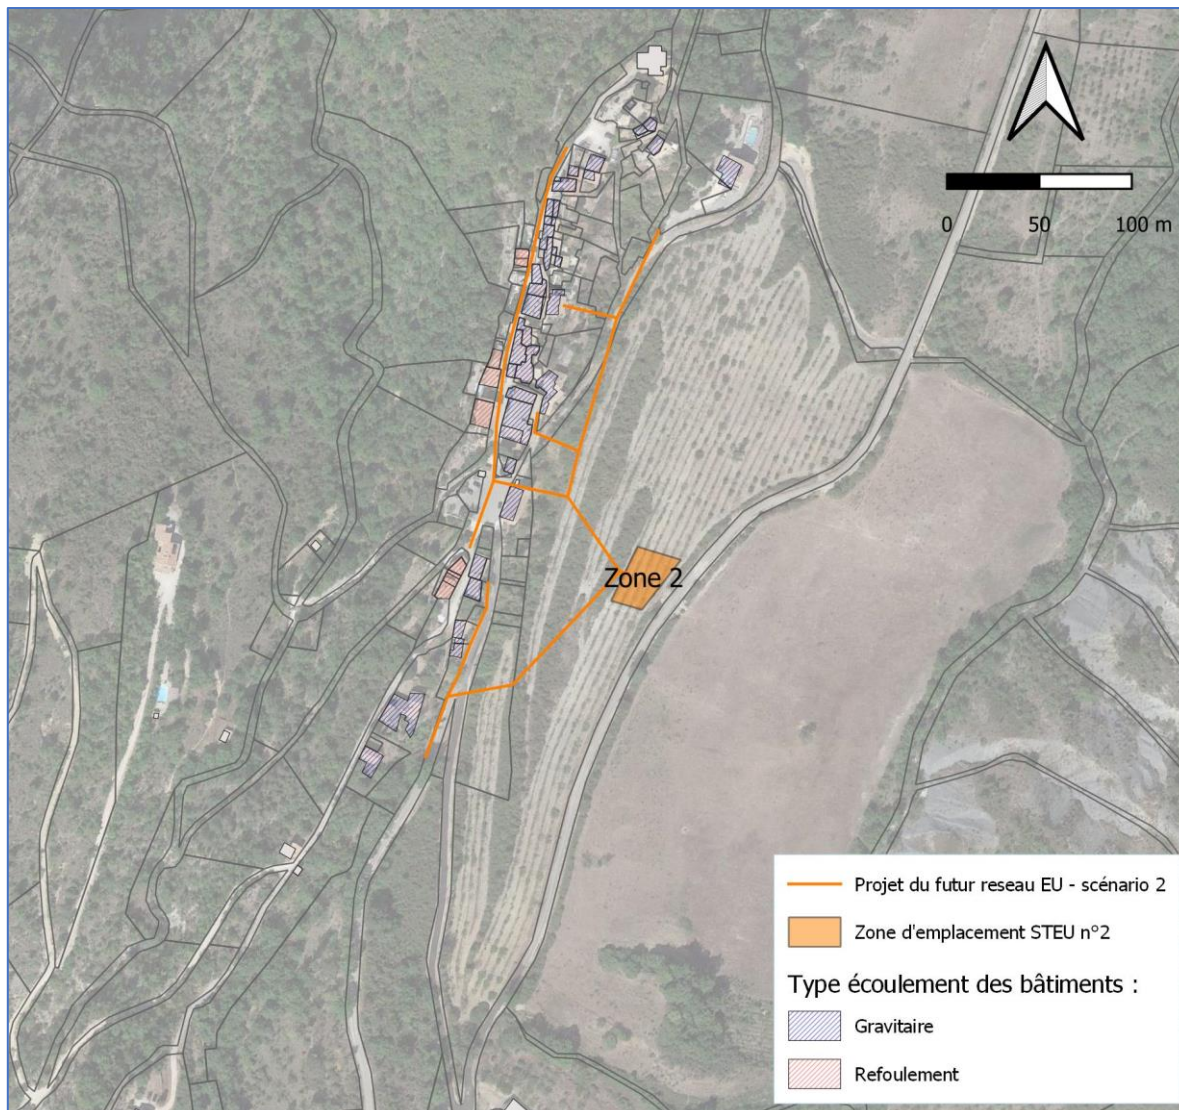 0 50 100 m
Zone 2
Projet du futur reseau EU - scénario 2
Zone d'emplacement STEU n°2
Type écoulement des bâtiments :
Gravitaire
Refoulement